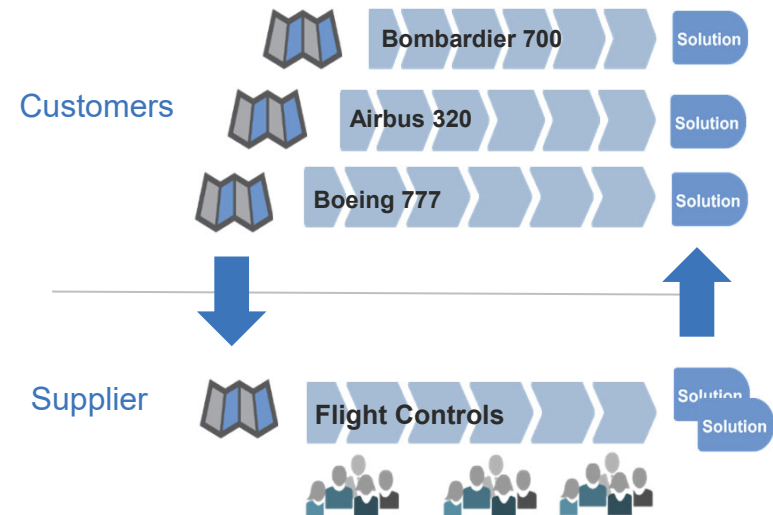 Bombardier 700
Solution
Customers
Airbus 320
Solution
Boeing 777
Solution
Supplier
Flight Controls
Solution
Solution